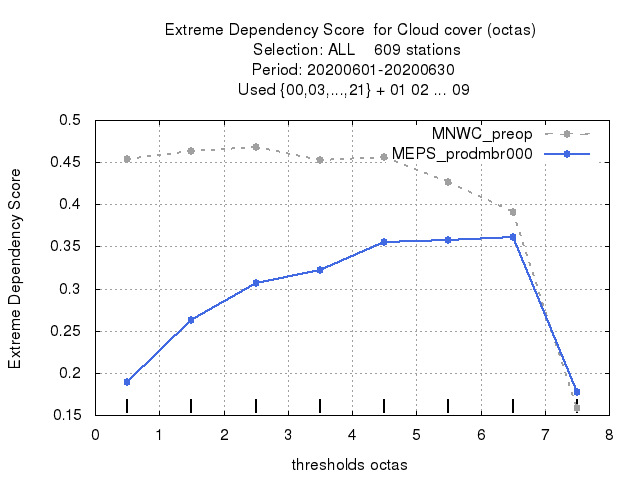 Extreme Dependency Score  for Cloud cover (octas)
Selection: ALL    609 stations
Period: 20200601-20200630
Used {00,03,...,21} + 01 02 ... 09
MNWC_preop
MEPS_prodmbr000
Extreme Dependency Score
0.5
0.45
0.4
0.35
0.3
0.25
0.2
0.15
0 1 2 3 4 5 6 7 8
thresholds octas